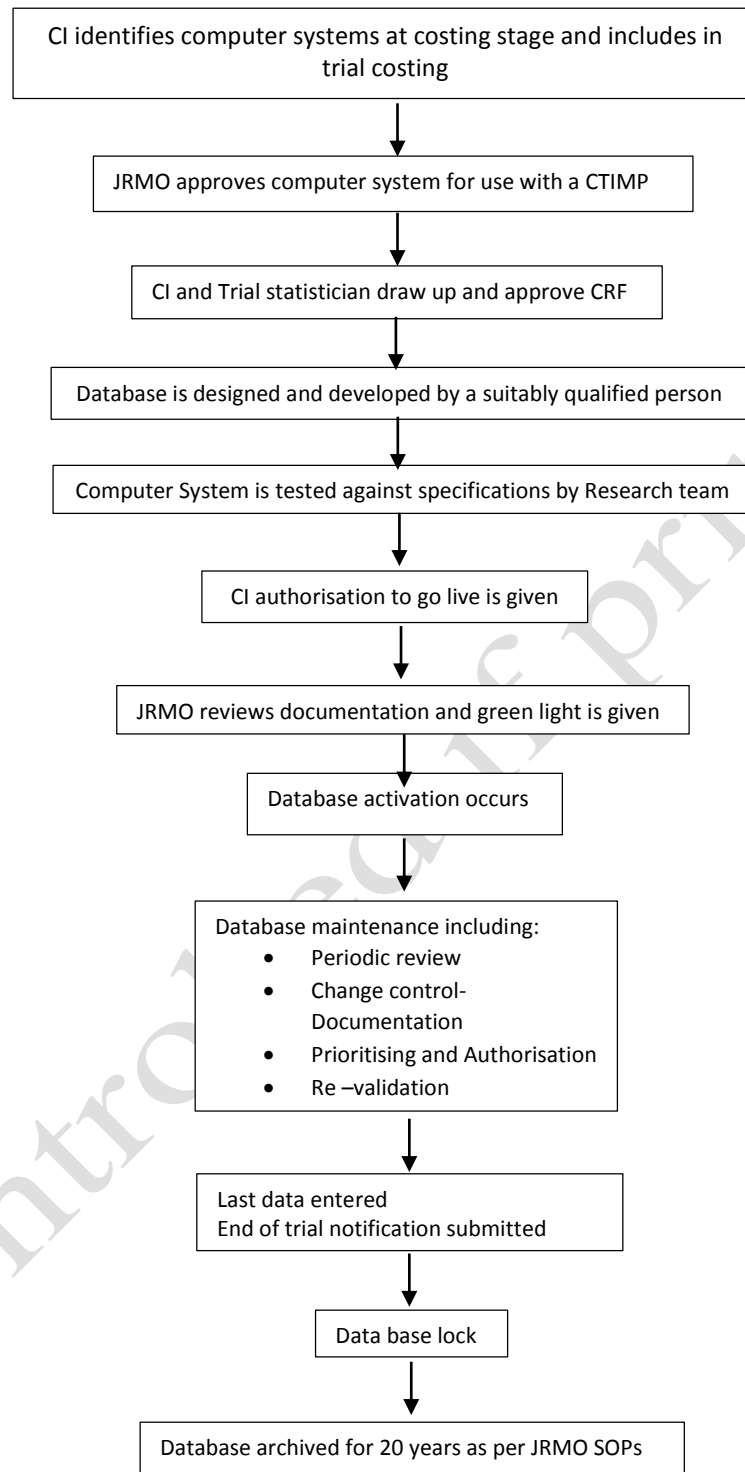 CI identifies computer systems at costing stage and includes in
trial costing
JRMO approves computer system for use with a CTIMP
CI and Trial statistician draw up and approve CRF
Database is designed and developed by a suitably qualified person
Computer System is tested against specifications by Research team
CI authorisation to go live is given
JRMO reviews documentation and green light is given
Database activation occurs
Database maintenance including:
• Periodic review
• Change control-
Documentation
• Prioritising and Authorisation
• Re –validation
Last data entered
End of trial notification submitted
Data base lock
Database archived for 20 years as per JRMO SOPs